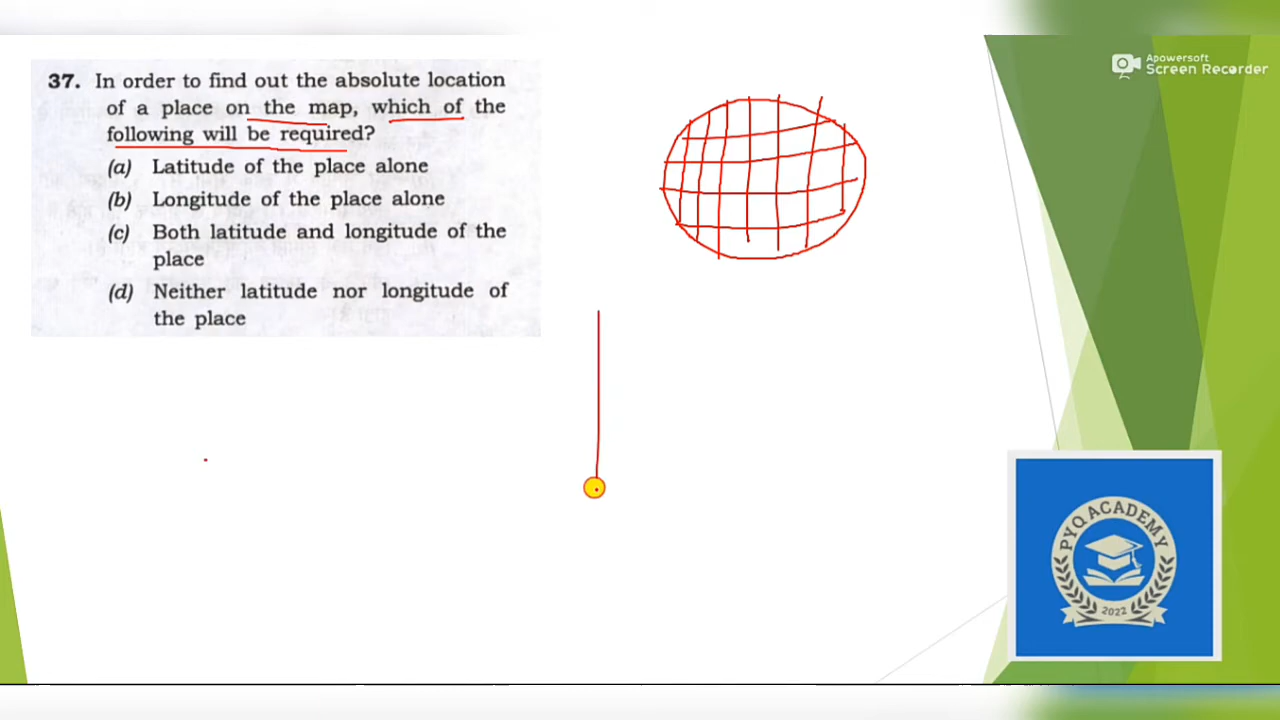 Apowersoft
Screen Recorder
37. In order to find out the absolute location
of a place on the map, which of the
following will be required?
(a) Latitude of the place alone
(b) Longitude of the place alone
(c) Both latitude and longitude of the
place
(d) Neither latitude nor longitude of
the place
PYQ ACADEMY
2022